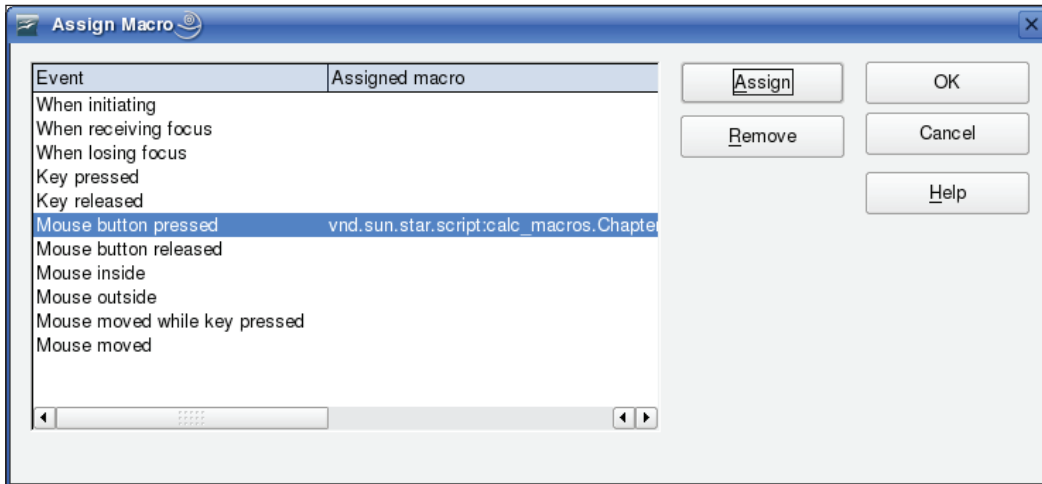 Assign Macro
Event Assigned macro
When initiating
When receiving focus
When losing focus
Key pressed
Key released
Mouse button pressed vnd.sun.star.script:calc_macros.Chapter
Mouse button released
Mouse inside
Mouse outside
Mouse moved while key pressed
Mouse moved
Assign
Remove
OK
Cancel
Help